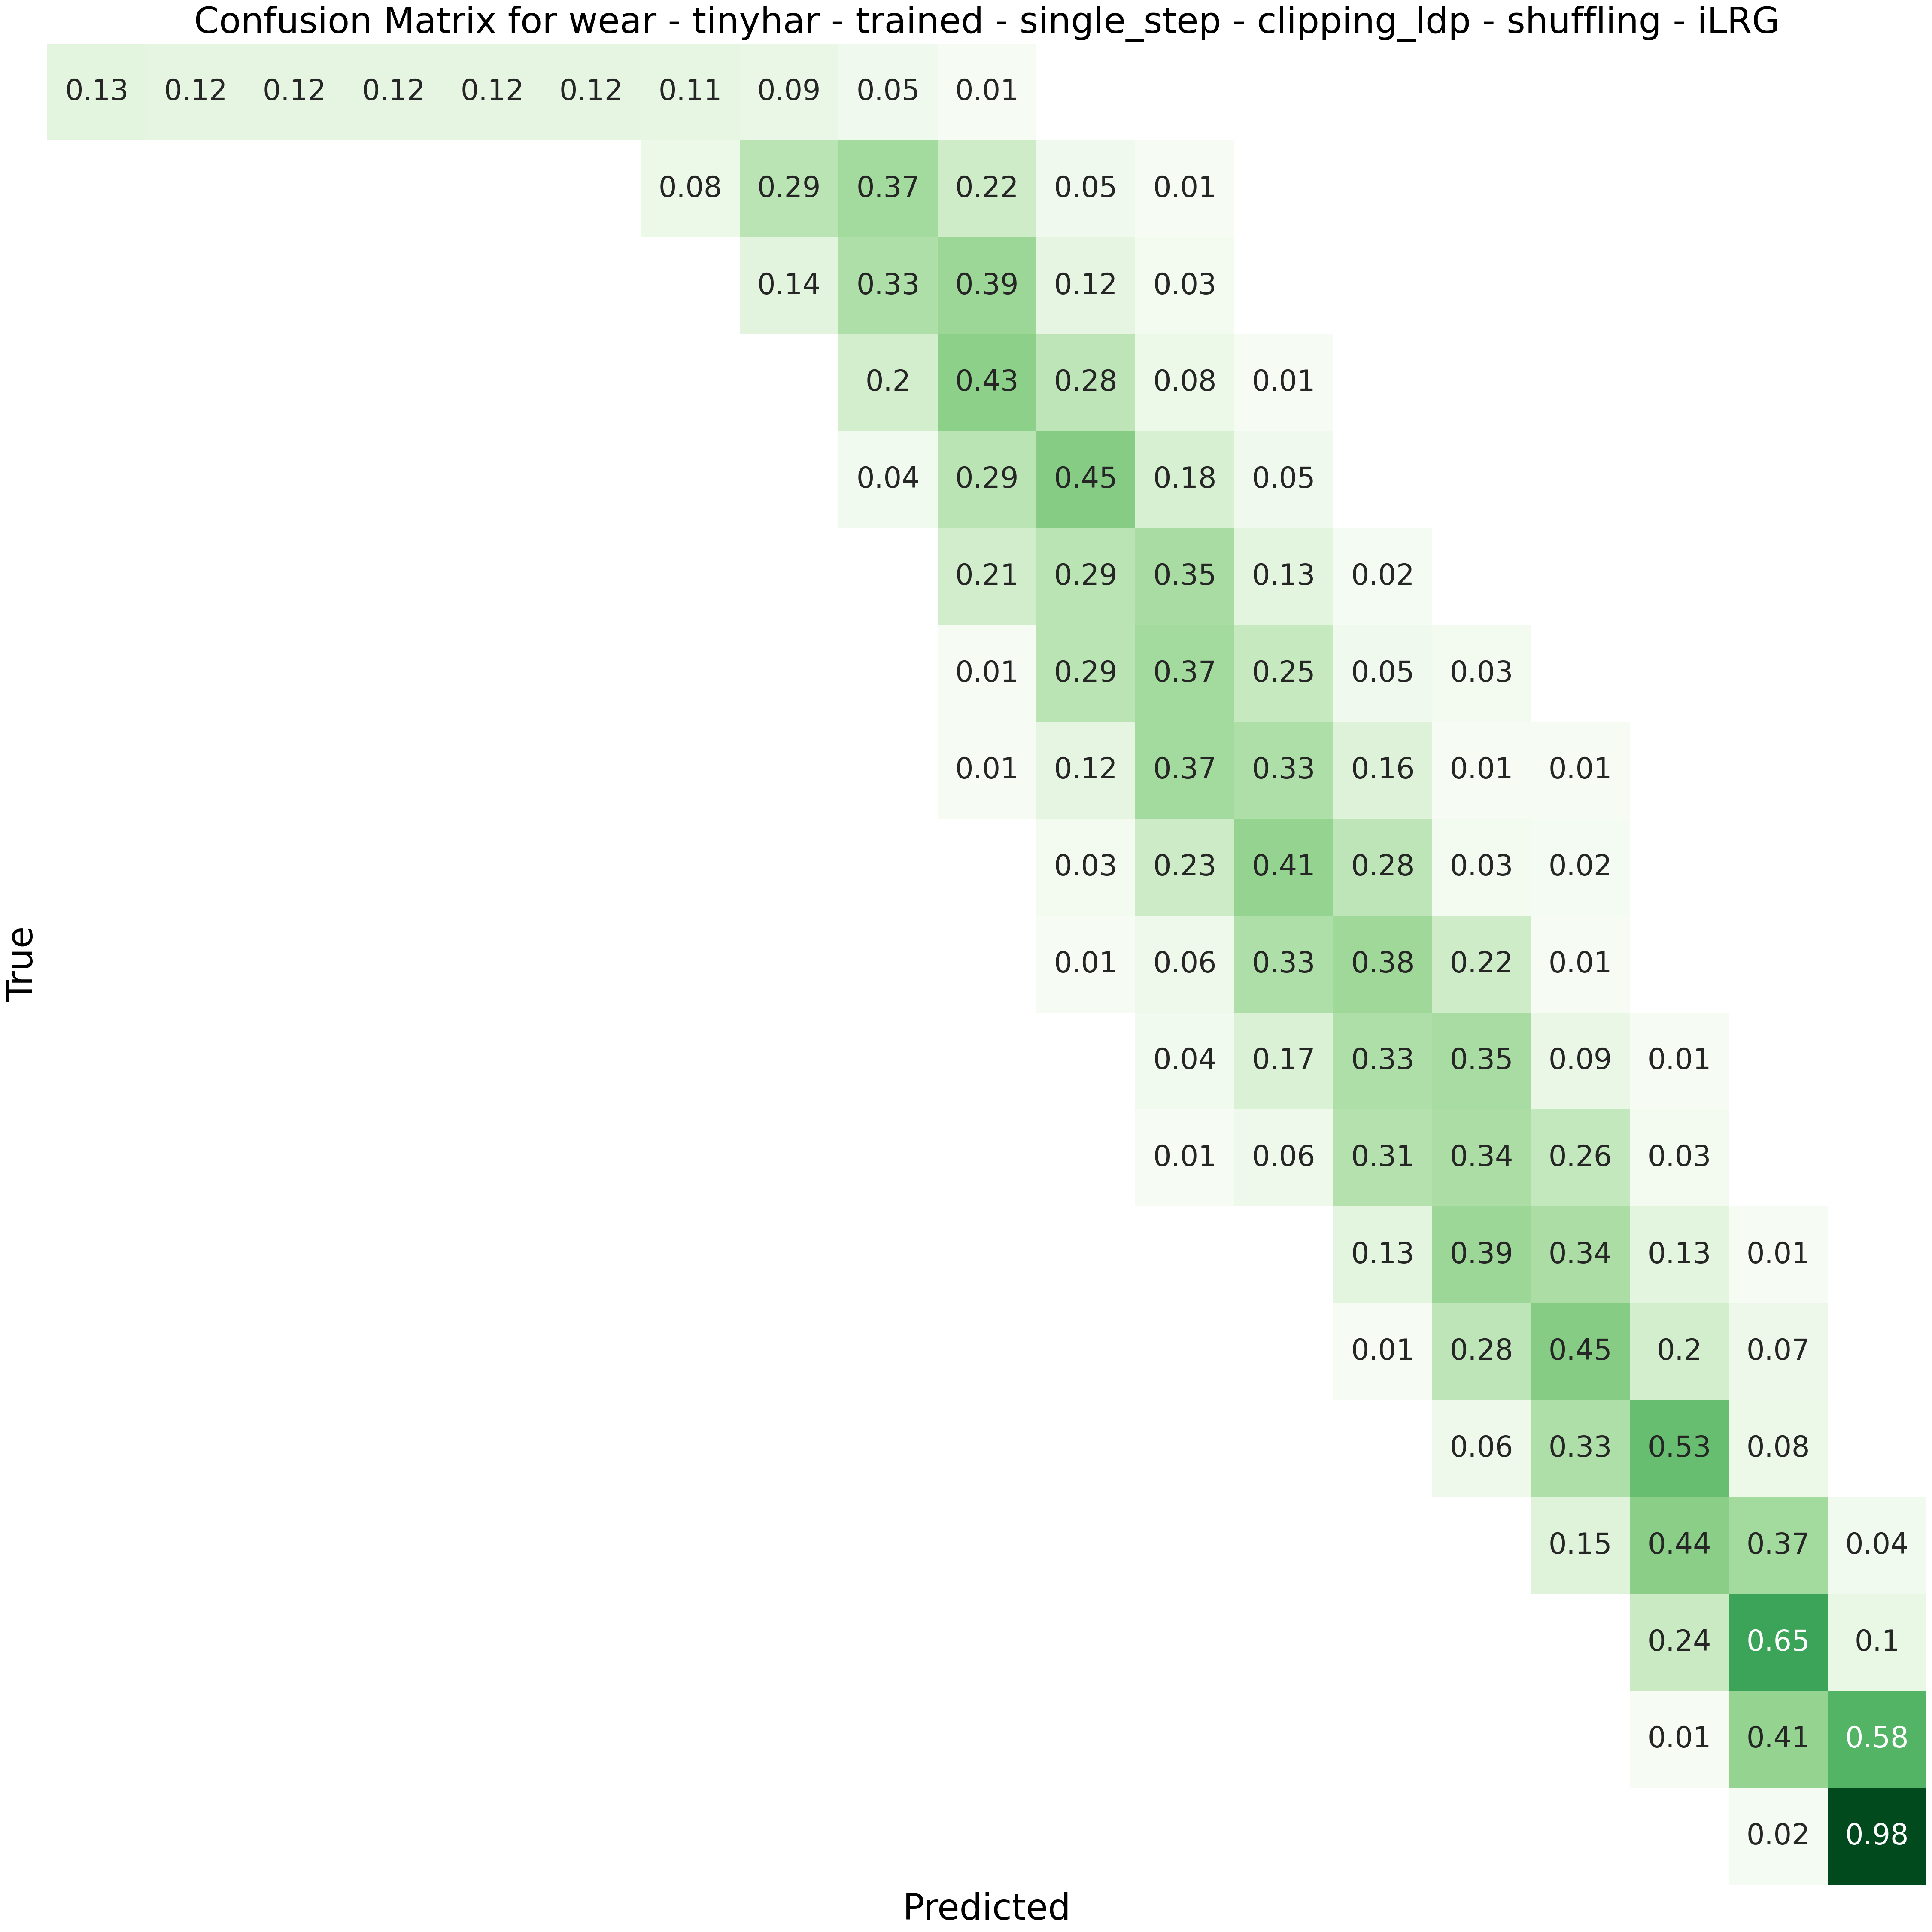 Confusion Matrix for wear - tinyhar - trained - single_step - clipping_ldp - shuffling - iLRG
0.13 0.12 0.12 0.12 0.12 0.12 0.11 0.09 0.05 0.01
0.08 0.29 0.37 0.22 0.05 0.01
0.14 0.33 0.39 0.12 0.03
0.2 0.43 0.28 0.08 0.01
0.04 0.29 0.45 0.18 0.05
0.21 0.29 0.35 0.13 0.02
0.01 0.29 0.37 0.25 0.05 0.03
0.01 0.12 0.37 0.33 0.16 0.01 0.01
0.03 0.23 0.41 0.28 0.03 0.02
True
0.01 0.06 0.33 0.38 0.22 0.01
0.04 0.17 0.33 0.35 0.09 0.01
0.01 0.06 0.31 0.34 0.26 0.03
0.13 0.39 0.34 0.13 0.01
0.01 0.28 0.45 0.2 0.07
0.06 0.33 0.53 0.08
0.15 0.44 0.37 0.04
0.24 0.65 0.1
0.01 0.41 0.58
0.02 0.98
Predicted